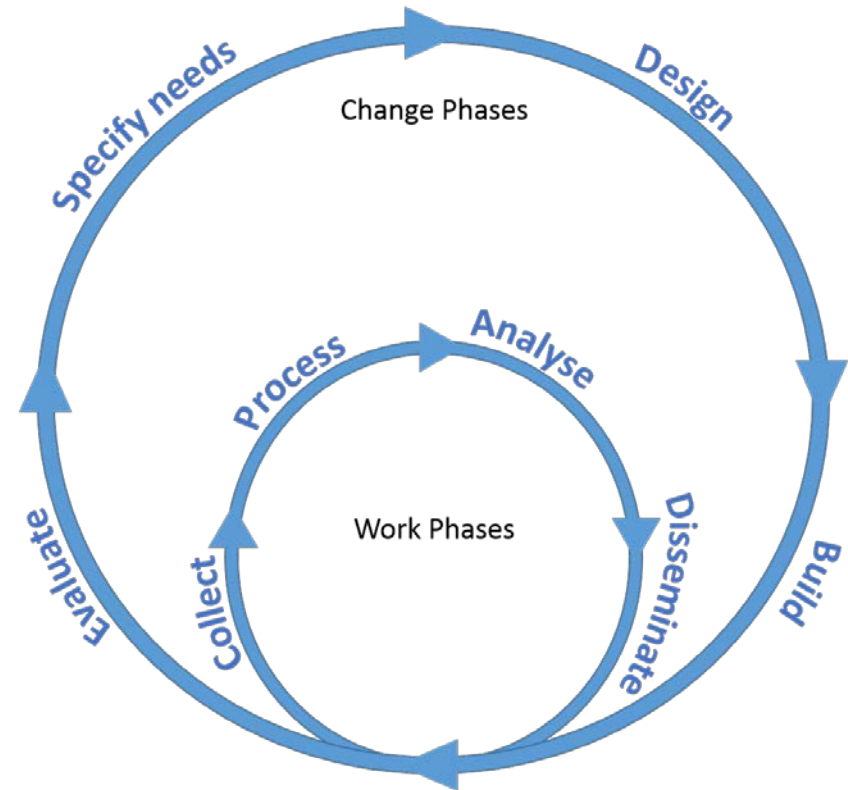 Specify needs
Design
Change Phases
Process
Analyse
Work Phases
Evaluate
Collect
Disseminate
Build